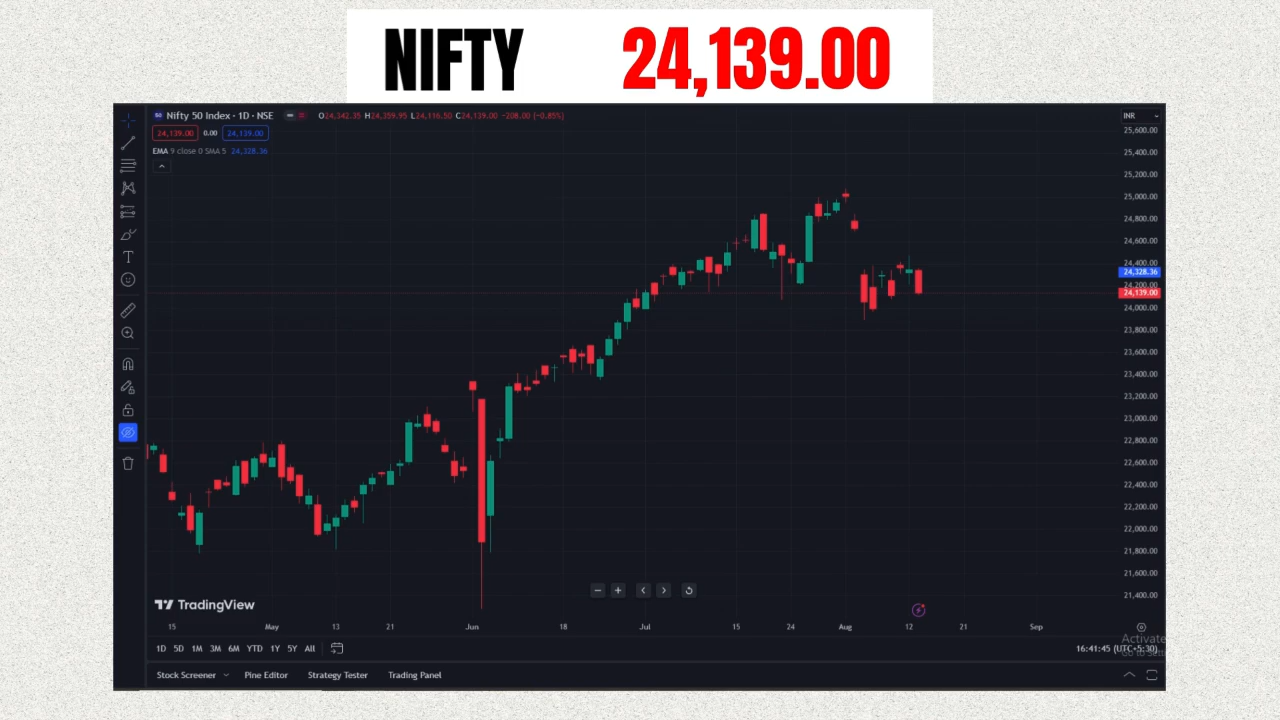 NIFTY 24,139.00
Nifty 50 Index · 1D · NSE O24,342.35 H24,359.95 L24,116.50 C24,139.00 −208.00 (−0.85%) INR
24,139.00 0.00 24,139.00
EMA 9 close 0 SMA 5 24,328.36
25,600.00
25,400.00
25,200.00
25,000.00
24,800.00
24,600.00
24,400.00
24,328.36
24,200.00
24,139.00
24,000.00
23,800.00
23,600.00
23,400.00
23,200.00
23,000.00
22,800.00
22,600.00
22,400.00
22,200.00
22,000.00
21,800.00
21,600.00
21,400.00
TradingView
15 May 13 21 Jun 18 Jul 15 24 Aug 12 21 Sep
Activate
1D 5D 1M 3M 6M YTD 1Y 5Y All 16:41:45 (UTC+5:30)
Stock Screener Pine Editor Strategy Tester Trading Panel